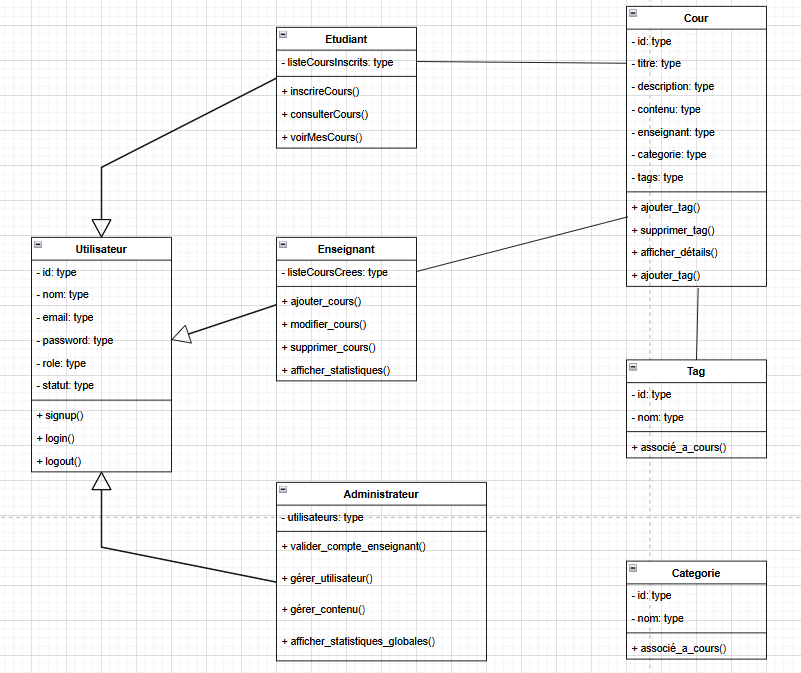 Etudiant
- listeCoursInscrits: type
+ inscrireCours()
+ consulterCours()
+ voirMesCours()
Cour
- id: type
- titre: type
- description: type
- contenu: type
- enseignant: type
- categorie: type
- tags: type
+ ajouter_tag()
+ supprimer_tag()
+ afficher_détails()
+ ajouter_tag()
Utilisateur
- id: type
- nom: type
- email: type
- password: type
- role: type
- statut: type
+ signup()
+ login()
+ logout()
Enseignant
- listeCoursCrees: type
+ ajouter_cours()
+ modifier_cours()
+ supprimer_cours()
+ afficher_statistiques()
Tag
- id: type
- nom: type
+ associé_a_cours()
Administrateur
- utilisateurs: type
+ valider_compte_enseignant()
+ gérer_utilisateur()
+ gérer_contenu()
+ afficher_statistiques_globales()
Categorie
- id: type
- nom: type
+ associé_a_cours()